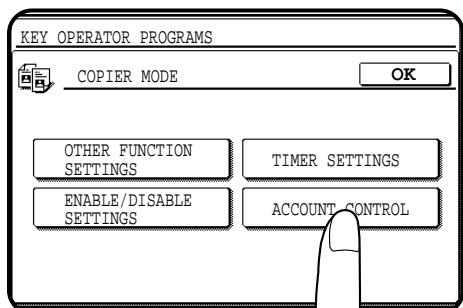 KEY OPERATOR PROGRAMS
COPIER MODE
OK
OTHER FUNCTION
SETTINGS
TIMER SETTINGS
ENABLE/DISABLE
SETTINGS
ACCOUNT CONTROL